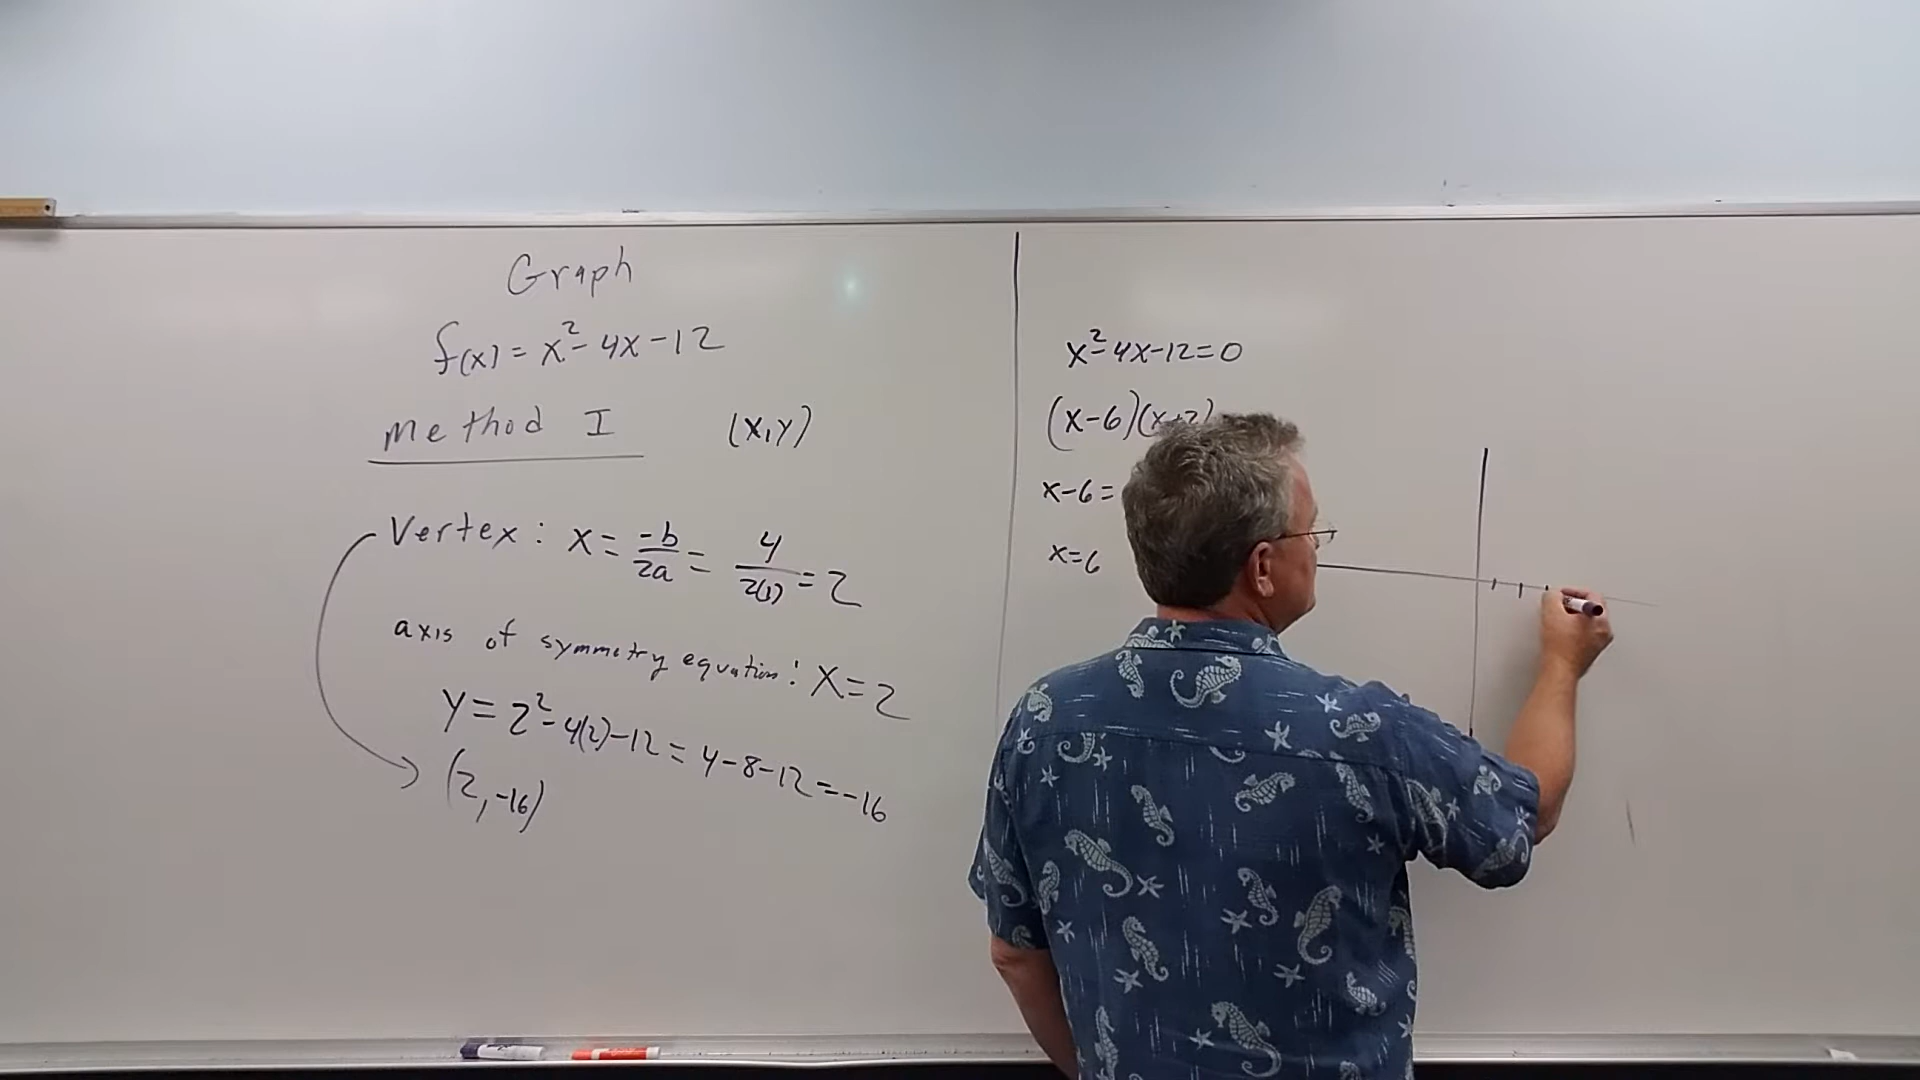 Graph
f(x) = x² - 4x - 12
Method I (x,y)
Vertex: x = -b/2a = 4/2(1) = 2
axis of symmetry equation: X = 2
y = 2² - 4(2) - 12 = 4 - 8 - 12 = -16
(2, -16)
x² - 4x - 12 = 0
(x-6)(x+2)
x - 6 =
x = 6